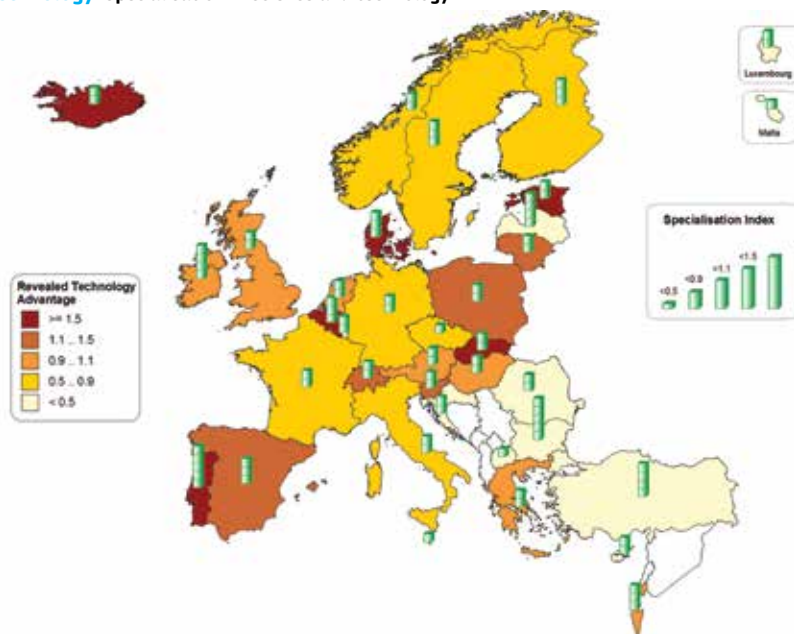 Luxembourg
Malta
Specialisation Index
<0.5
<0.9
<1.1
<1.5
Revealed Technology
Advantage
>= 1.5
1.1 .. 1.5
0.9 .. 1.1
0.5 .. 0.9
< 0.5